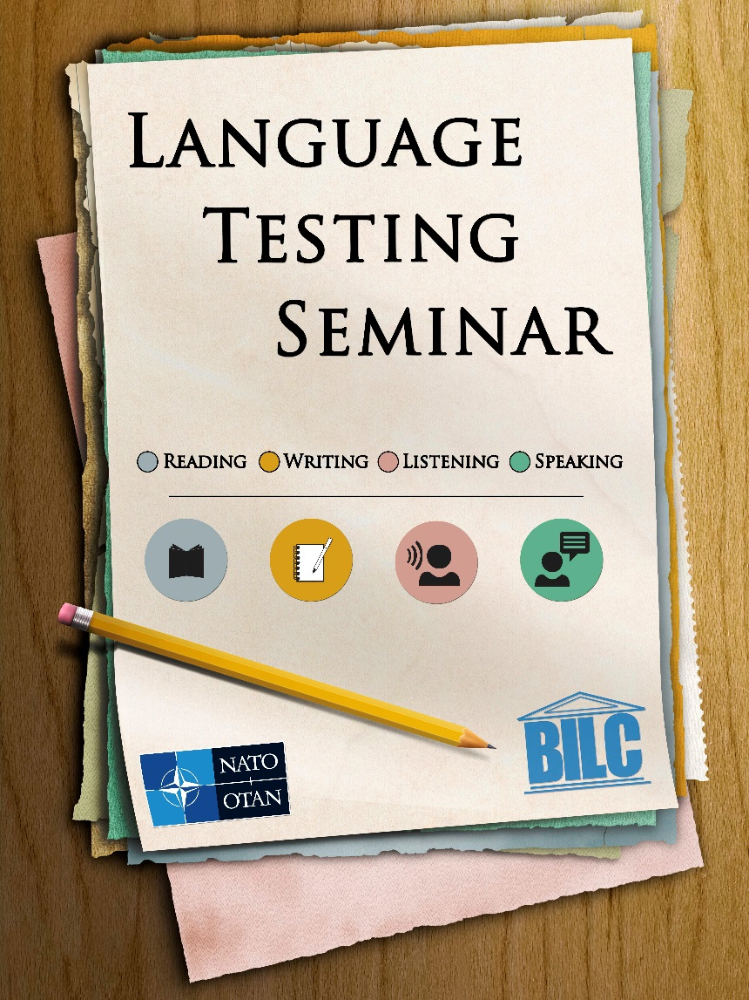 LANGUAGE
TESTING
SEMINAR
READING WRITING LISTENING SPEAKING
NATO
OTAN
BILC